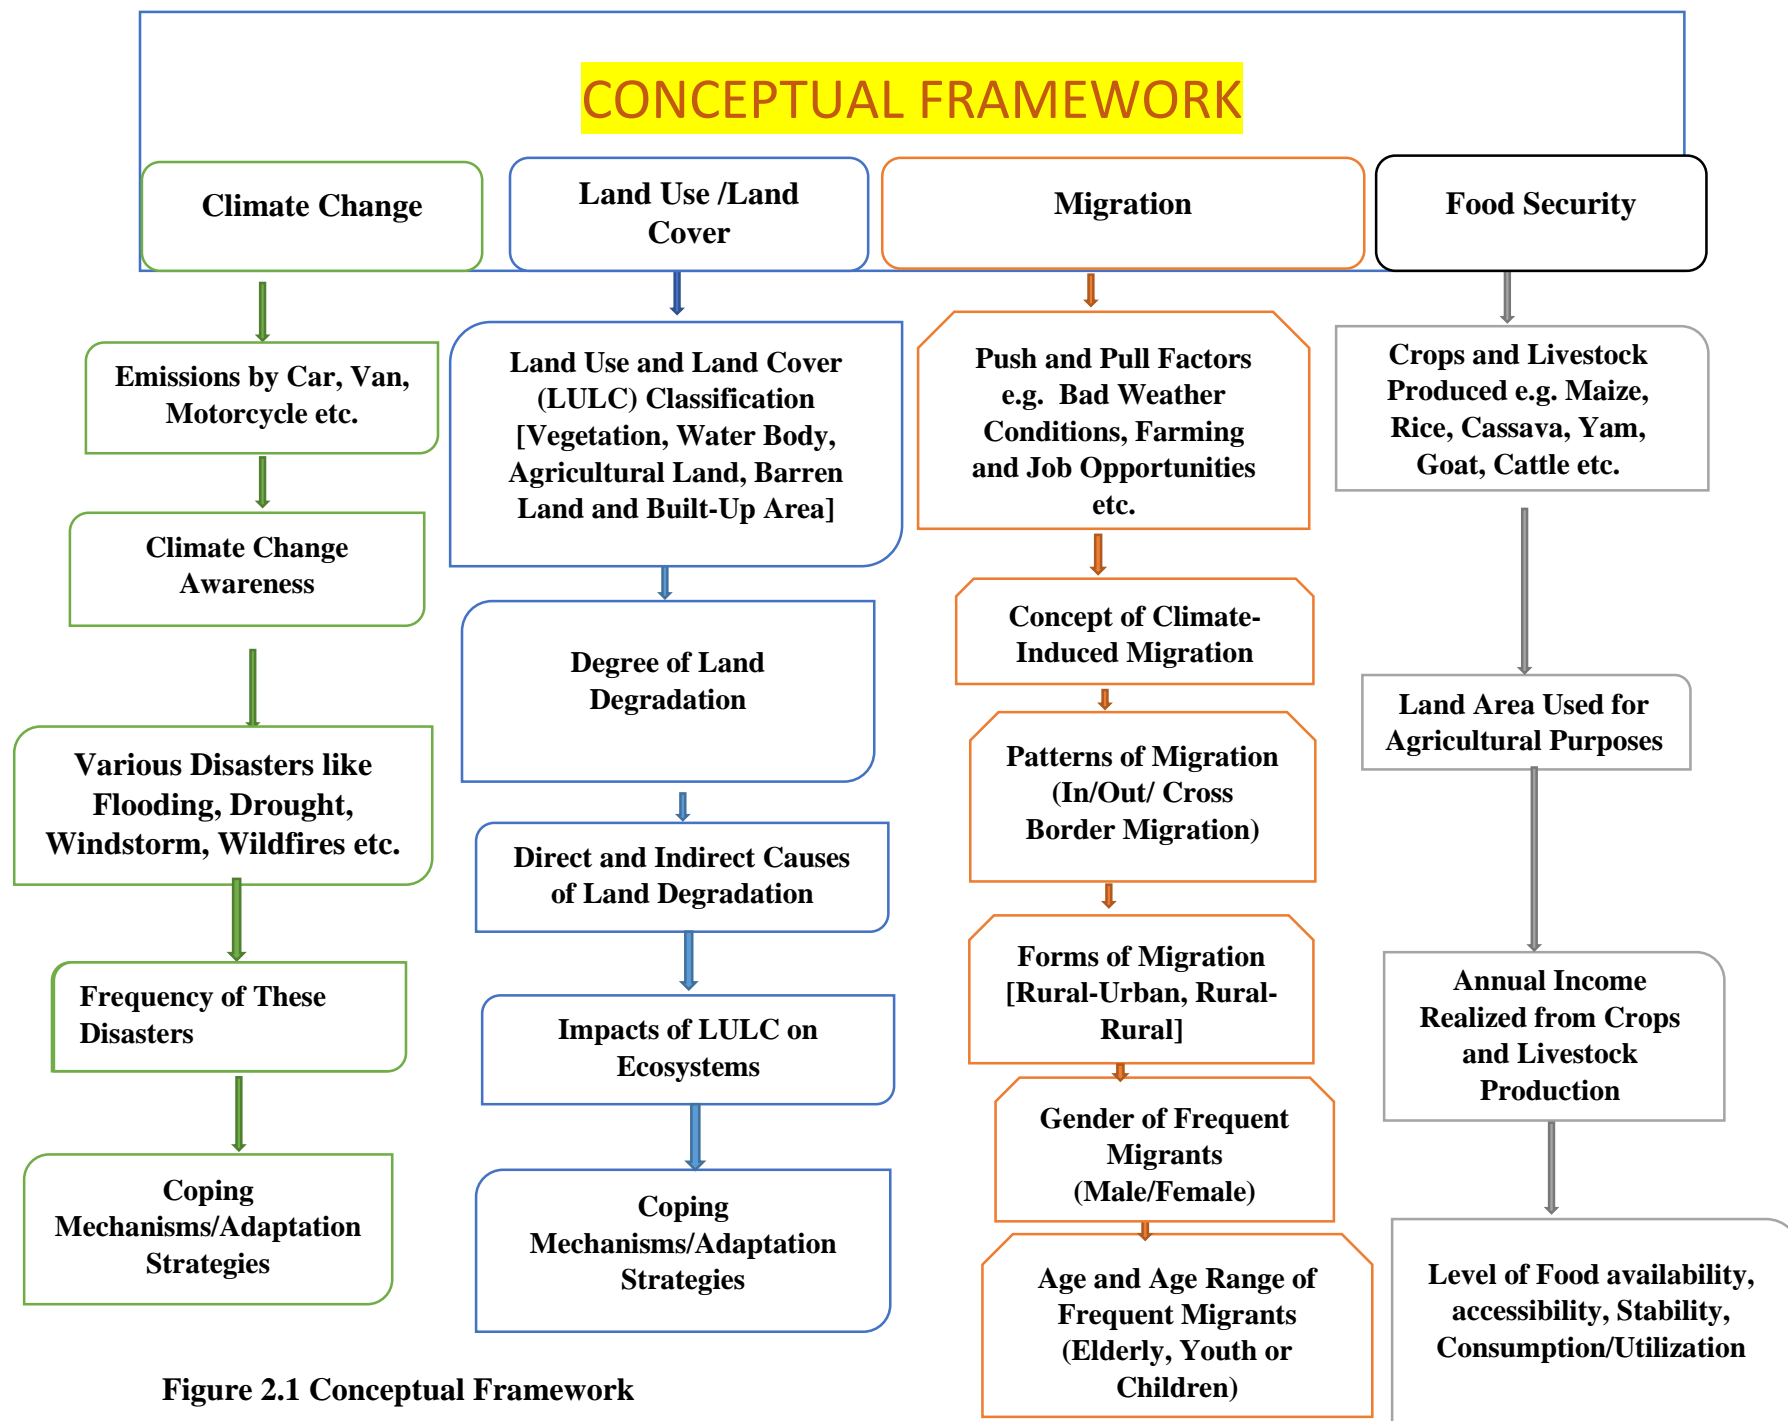 CONCEPTUAL FRAMEWORK
Climate Change
Land Use /Land
Cover
Migration
Food Security
Emissions by Car, Van,
Motorcycle etc.
Climate Change
Awareness
Various Disasters like
Flooding, Drought,
Windstorm, Wildfires etc.
Frequency of These
Disasters
Coping
Mechanisms/Adaptation
Strategies
Land Use and Land Cover
(LULC) Classification
[Vegetation, Water Body,
Agricultural Land, Barren
Land and Built-Up Area]
Degree of Land
Degradation
Direct and Indirect Causes
of Land Degradation
Impacts of LULC on
Ecosystems
Coping
Mechanisms/Adaptation
Strategies
Push and Pull Factors
e.g. Bad Weather
Conditions, Farming
and Job Opportunities
etc.
Concept of Climate-
Induced Migration
Patterns of Migration
(In/Out/ Cross
Border Migration)
Forms of Migration
[Rural-Urban, Rural-
Rural]
Gender of Frequent
Migrants
(Male/Female)
Age and Age Range of
Frequent Migrants
(Elderly, Youth or
Children)
Crops and Livestock
Produced e.g. Maize,
Rice, Cassava, Yam,
Goat, Cattle etc.
Land Area Used for
Agricultural Purposes
Annual Income
Realized from Crops
and Livestock
Production
Level of Food availability,
accessibility, Stability,
Consumption/Utilization
Figure 2.1 Conceptual Framework